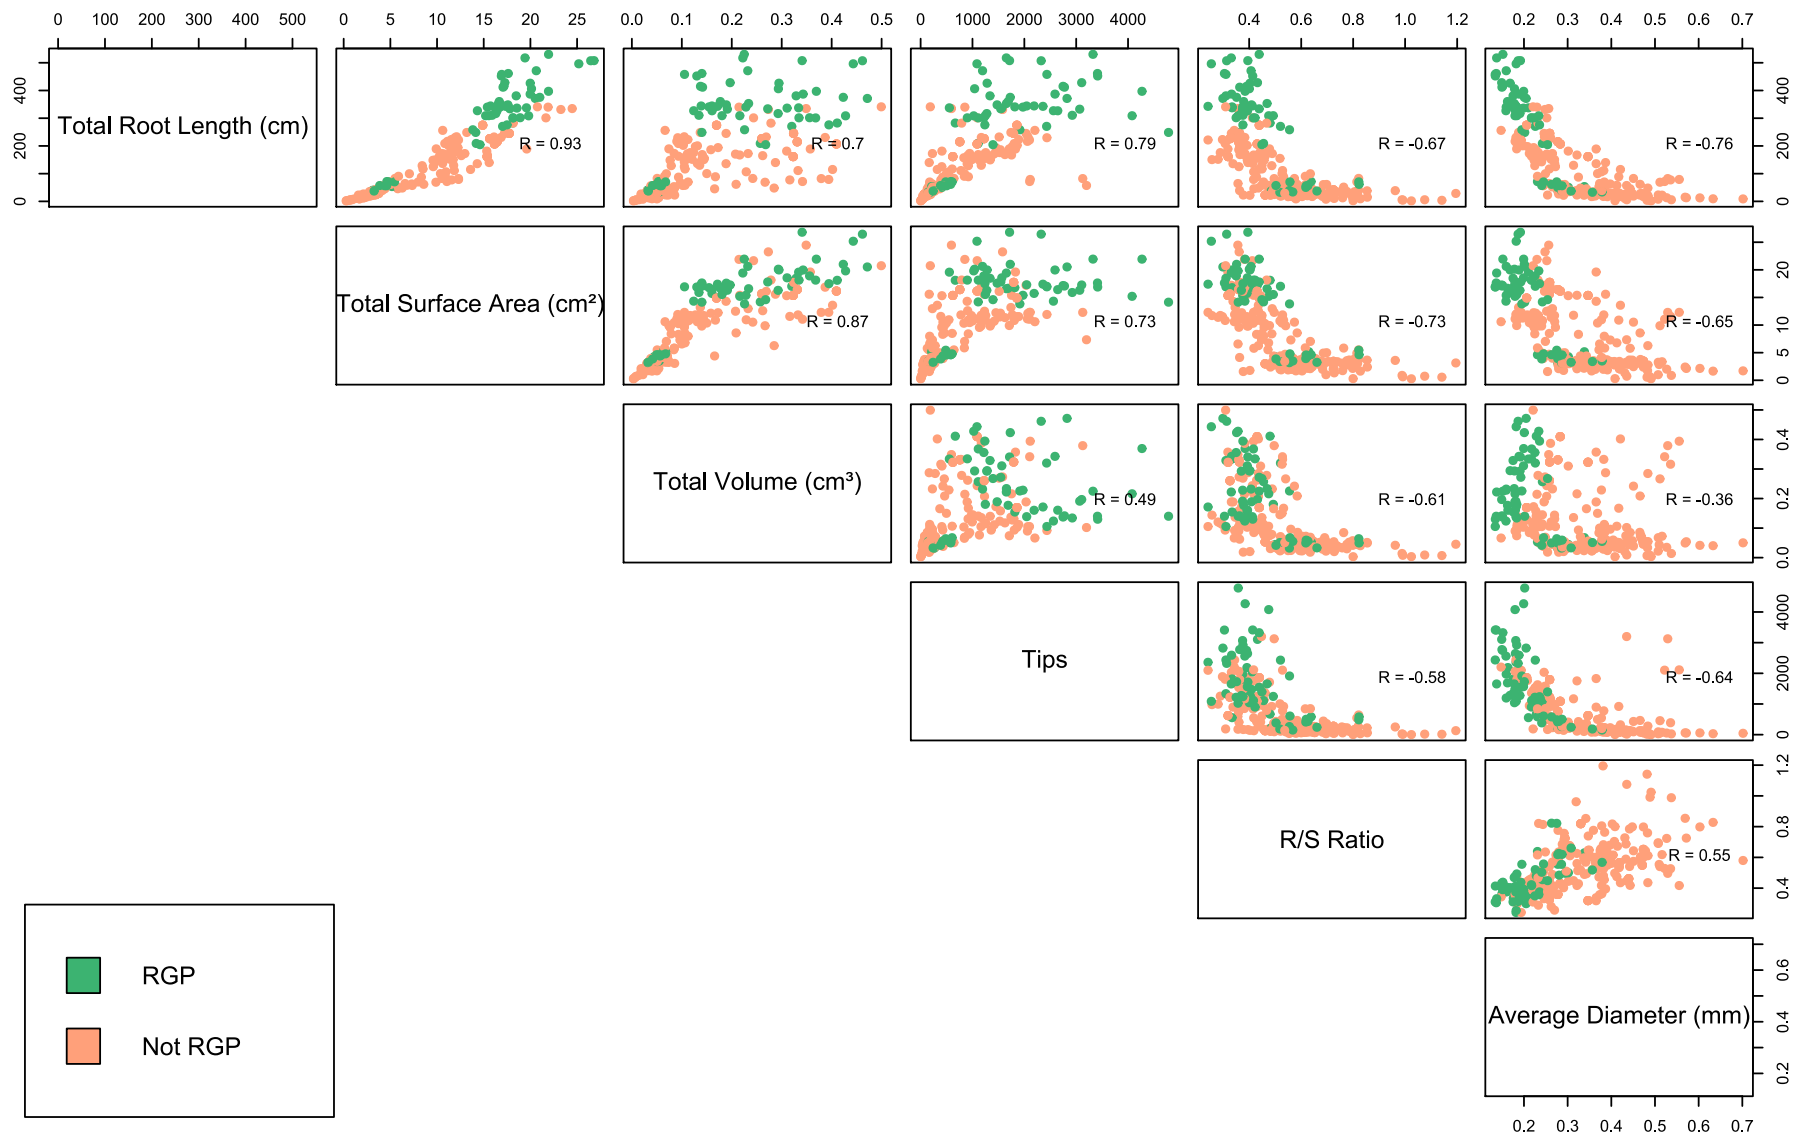 0 100 200 300 400 500
0 5 10 15 20 25
0.0 0.1 0.2 0.3 0.4 0.5
0 1000 2000 3000 4000
0.4 0.6 0.8 1.0 1.2
0.2 0.3 0.4 0.5 0.6 0.7
0 200 400
Total Root Length (cm)
R = 0.93
R = 0.7
R = 0.79
R = -0.67
R = -0.76
0 200 400
Total Surface Area (cm²)
R = 0.87
R = 0.73
R = -0.73
R = -0.65
0 5 10 20
Total Volume (cm³)
R = 0.49
R = -0.61
R = -0.36
0.0 0.2 0.4
Tips
R = -0.58
R = -0.64
0 2000 4000
R/S Ratio
R = 0.55
0.4 0.8 1.2
Average Diameter (mm)
0.2 0.4 0.6
0.2 0.3 0.4 0.5 0.6 0.7
RGP
Not RGP